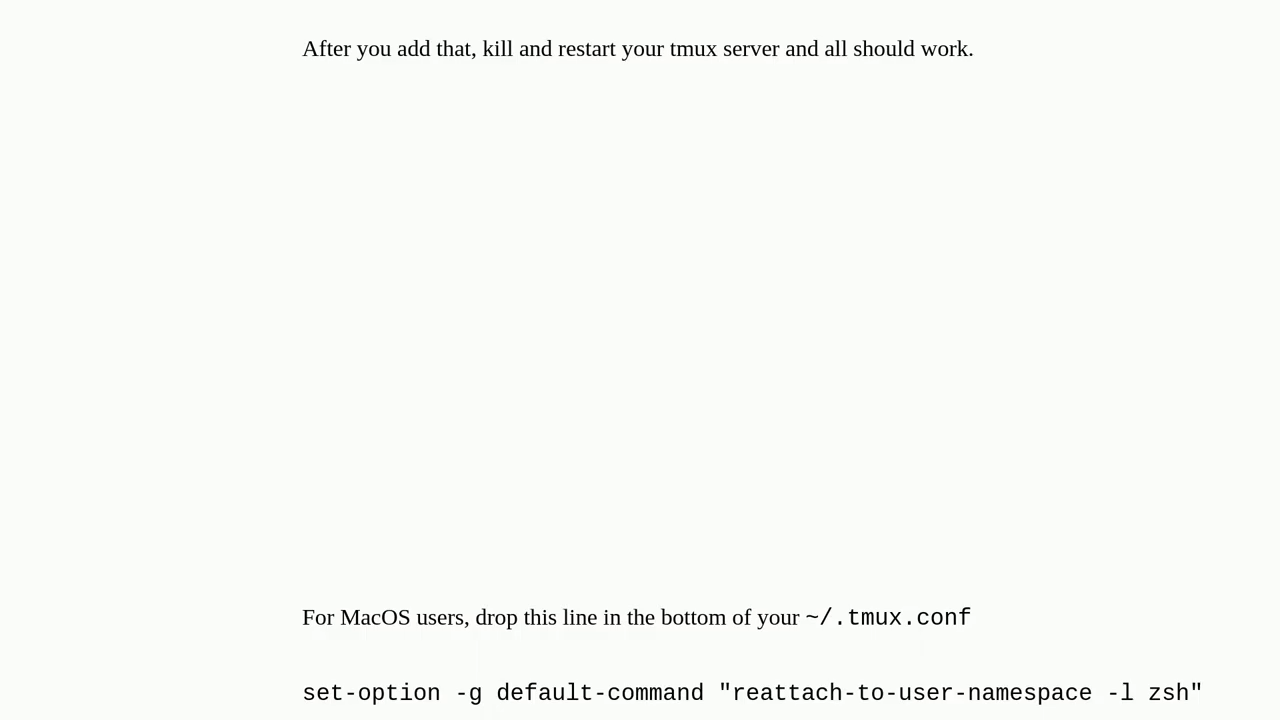 After you add that, kill and restart your tmux server and all should work.
For MacOS users, drop this line in the bottom of your ~/.tmux.conf
set-option -g default-command "reattach-to-user-namespace -l zsh"